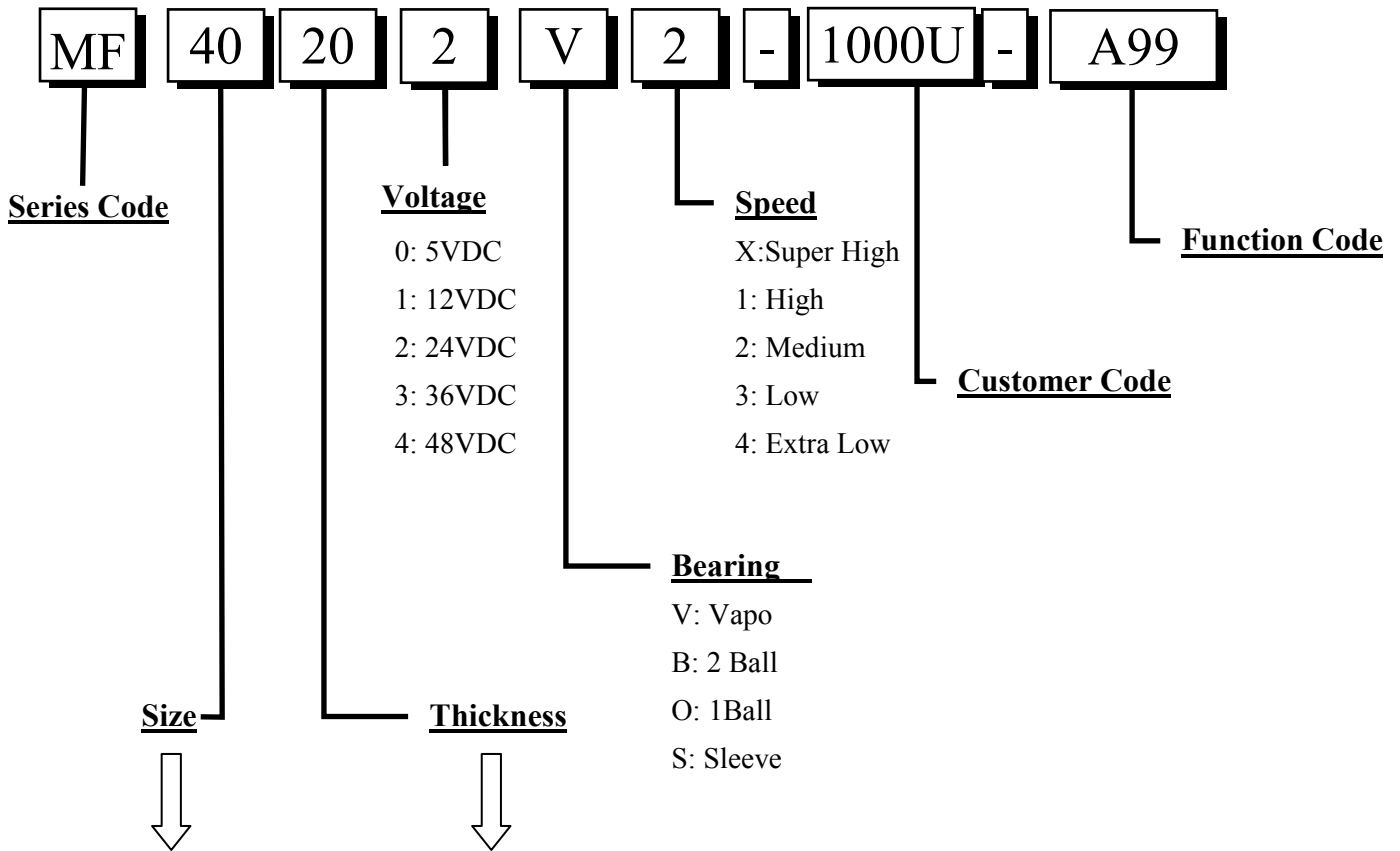 MF 40 20 2 V 2 - 1000U - A99
Series Code
Voltage
0: 5VDC
1: 12VDC
2: 24VDC
3: 36VDC
4: 48VDC
Speed
X:Super High
1: High
2: Medium
3: Low
4: Extra Low
Function Code
Customer Code
Bearing
V: Vapo
B: 2 Ball
O: 1Ball
S: Sleeve
Size
Thickness